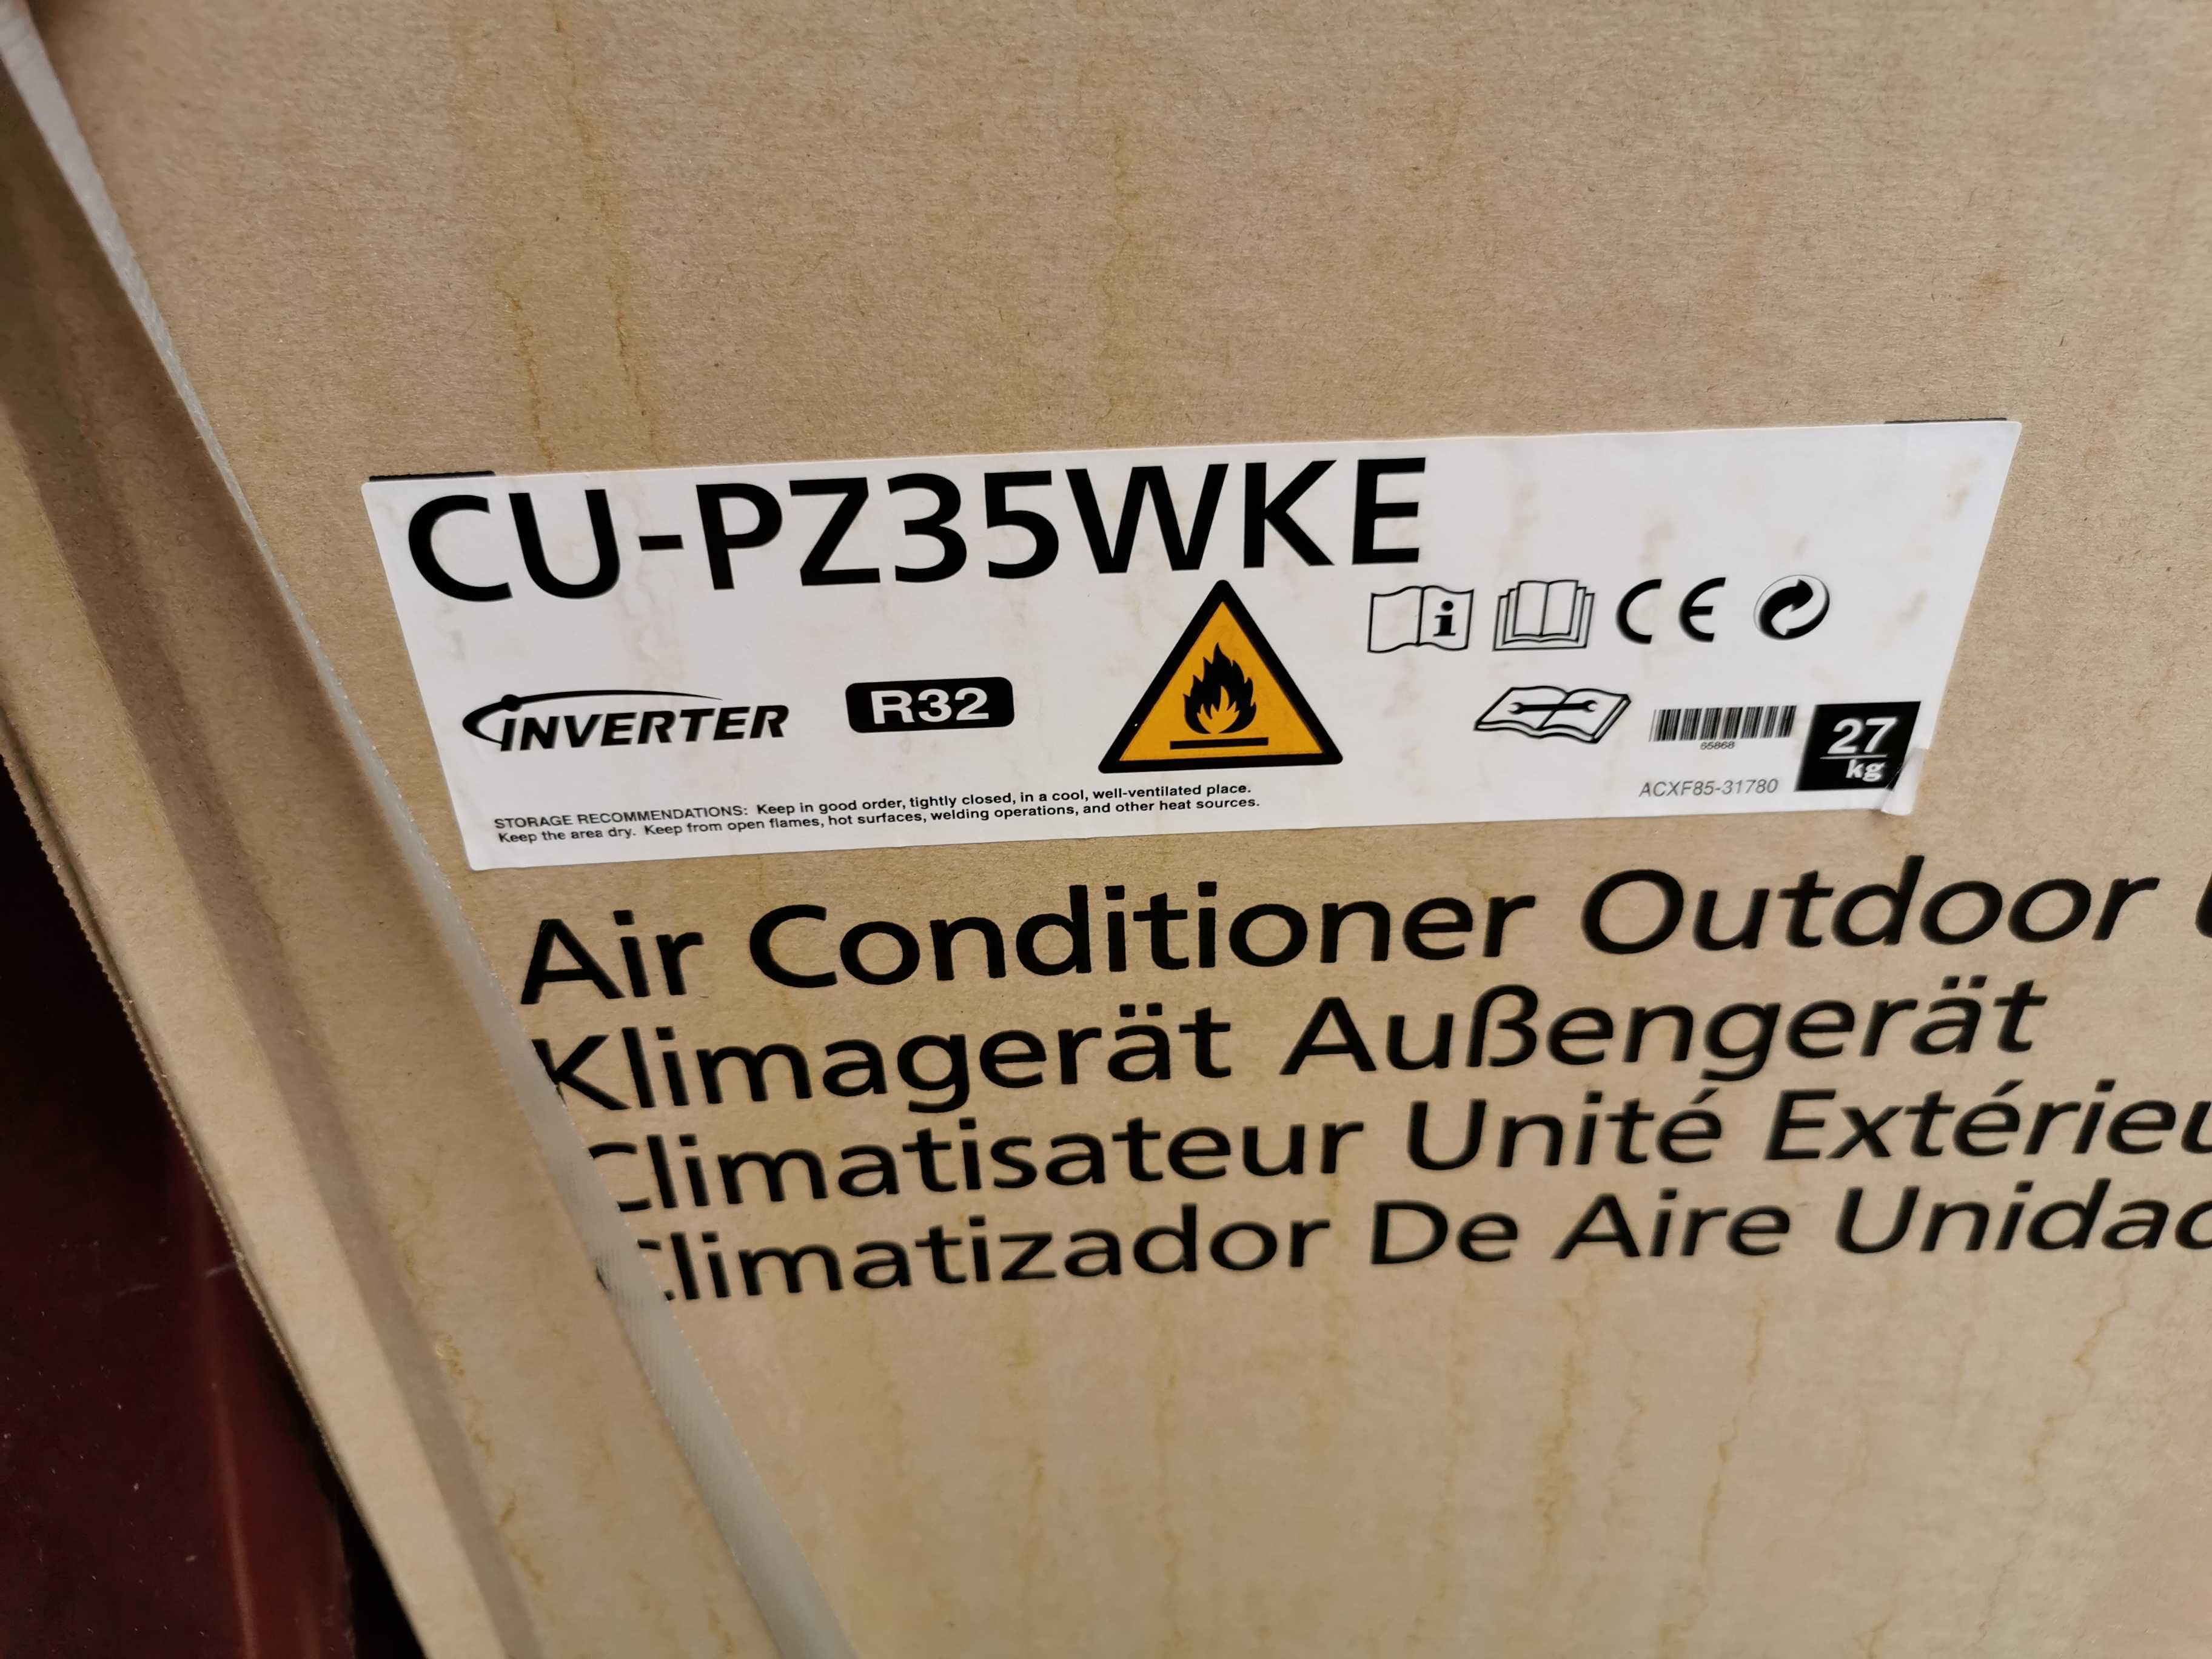 CU-PZ35WKE
i
CE
INVERTER
R32
65868
27
kg
ACXF85-31780
STORAGE RECOMMENDATIONS: Keep in good order, tightly closed, in a cool, well-ventilated place.
Keep the area dry. Keep from open flames, hot surfaces, welding operations, and other heat sources.
Air Conditioner Outdoor
Klimagerät Außengerät
Climatisateur Unité Extérieu
Climatizador De Aire Unidad